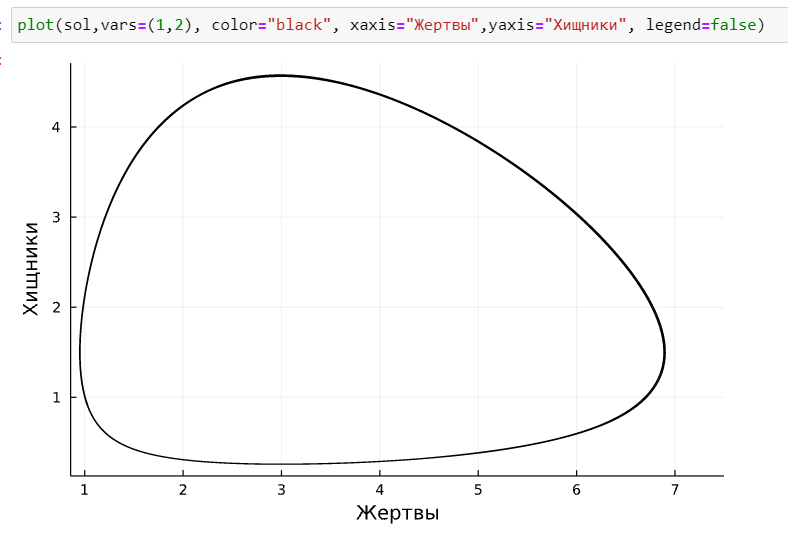 plot(sol,vars=(1,2), color="black", xaxis="Жертвы",yaxis="Хищники", legend=false)
4
3
2
1
Хищники
1 2 3 4 5 6 7
Жертвы